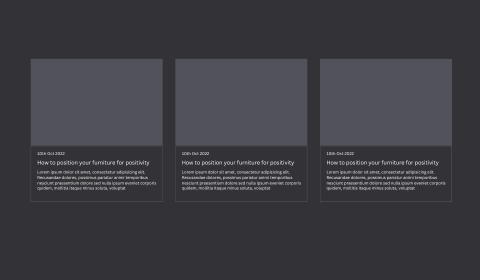 10th Oct 2022
How to position your furniture for positivity
Lorem ipsum dolor sit amet, consectetur adipisicing elit.
Recusandae dolores, possimus pariatur animi temporibus
nesciunt praesentium dolores sed nulla ipsum eveniet corporis
quidem, mollitia itaque minus soluta, voluptat
10th Oct 2022
How to position your furniture for positivity
Lorem ipsum dolor sit amet, consectetur adipisicing elit.
Recusandae dolores, possimus pariatur animi temporibus
nesciunt praesentium dolores sed nulla ipsum eveniet corporis
quidem, mollitia itaque minus soluta, voluptat
10th Oct 2022
How to position your furniture for positivity
Lorem ipsum dolor sit amet, consectetur adipisicing elit.
Recusandae dolores, possimus pariatur animi temporibus
nesciunt praesentium dolores sed nulla ipsum eveniet corporis
quidem, mollitia itaque minus soluta, voluptat